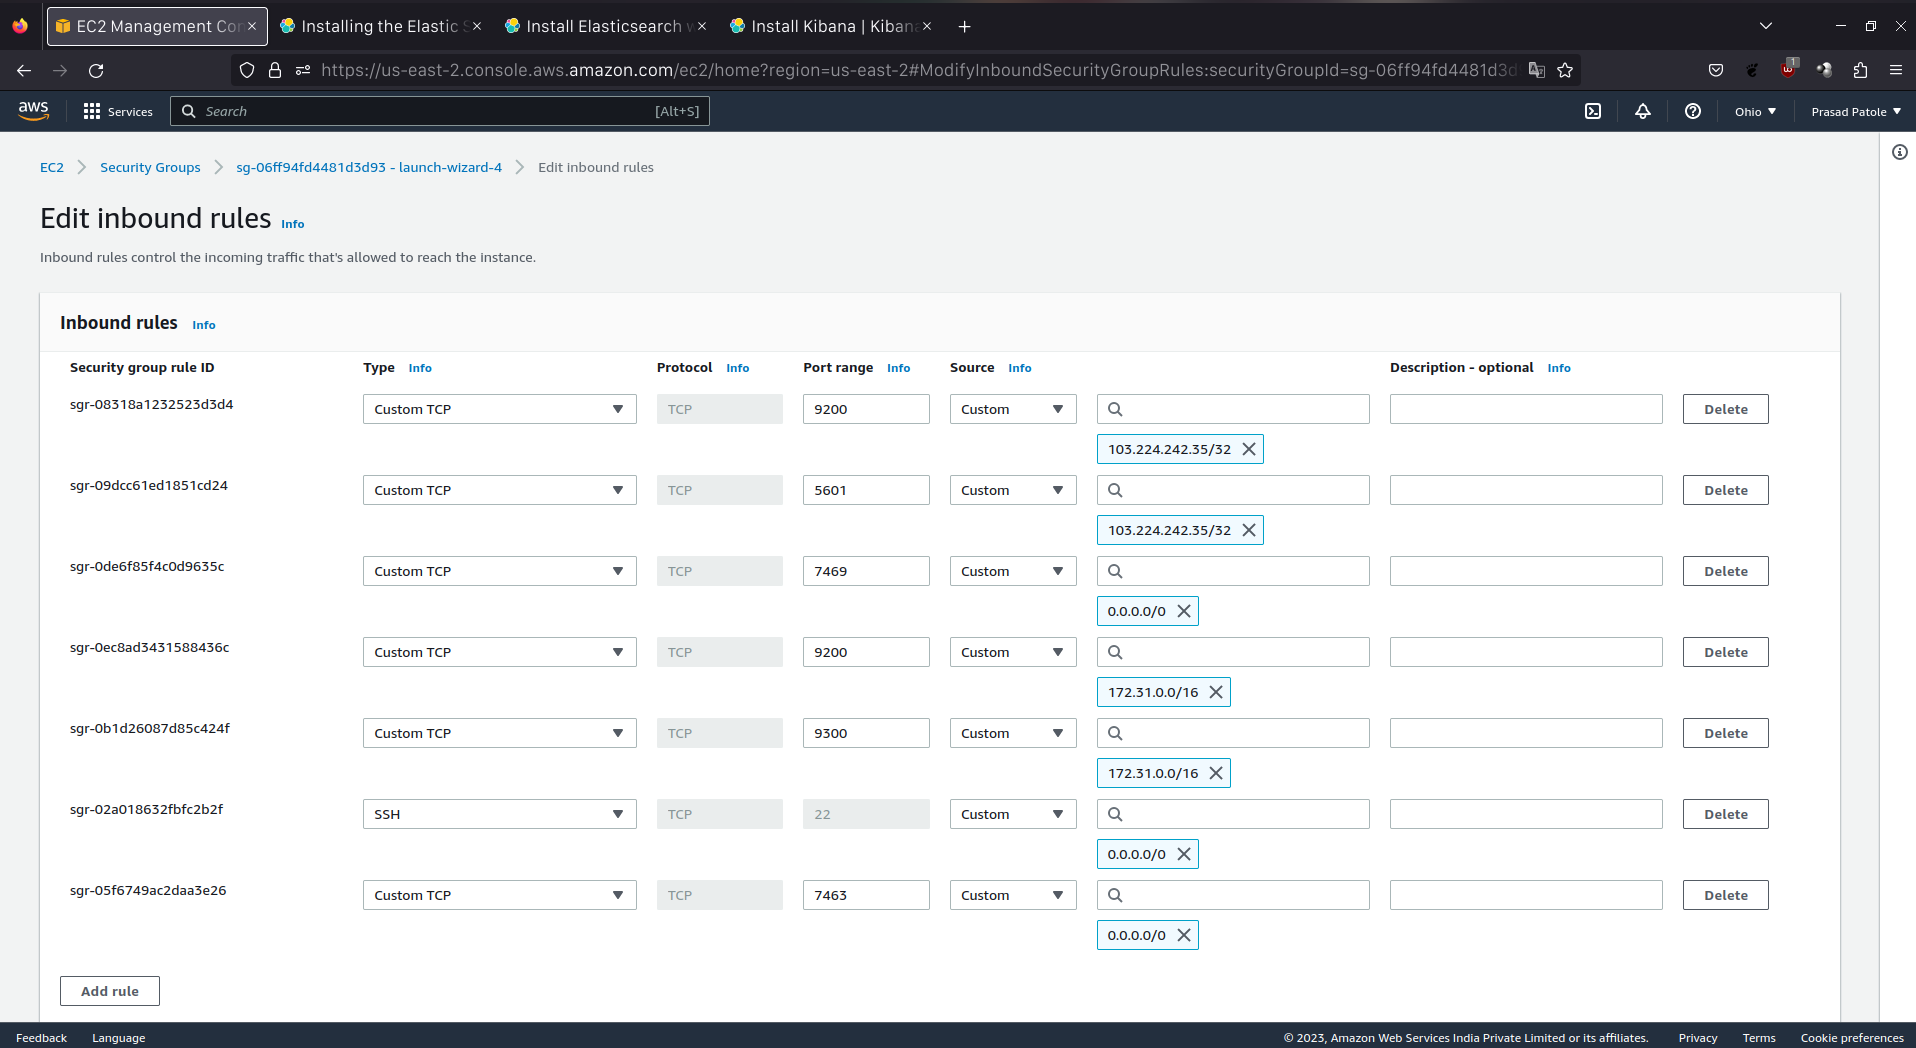 EC2 Management Con
Installing the Elastic S
Install Elasticsearch w
Install Kibana | Kibana
https://us-east-2.console.aws.amazon.com/ec2/home?region=us-east-2#ModifyInboundSecurityGroupRules:securityGroupId=sg-06ff94fd4481d3d9
1
aws
Services
Search
[Alt+S]
Ohio
Prasad Patole
EC2
Security Groups
sg-06ff94fd4481d3d93 - launch-wizard-4
Edit inbound rules
Edit inbound rules Info
Inbound rules control the incoming traffic that's allowed to reach the instance.
Inbound rules Info
Security group rule ID Type Info Protocol Info Port range Info Source Info Description - optional Info
sgr-08318a1232523d3d4 Custom TCP TCP 9200 Custom Delete
103.224.242.35/32
sgr-09dcc61ed1851cd24 Custom TCP TCP 5601 Custom Delete
103.224.242.35/32
sgr-0de6f85f4c0d9635c Custom TCP TCP 7469 Custom Delete
0.0.0.0/0
sgr-0ec8ad3431588436c Custom TCP TCP 9200 Custom Delete
172.31.0.0/16
sgr-0b1d26087d85c424f Custom TCP TCP 9300 Custom Delete
172.31.0.0/16
sgr-02a018632fbfc2b2f SSH TCP 22 Custom Delete
0.0.0.0/0
sgr-05f6749ac2daa3e26 Custom TCP TCP 7463 Custom Delete
0.0.0.0/0
Add rule
Feedback Language © 2023, Amazon Web Services India Private Limited or its affiliates. Privacy Terms Cookie preferences